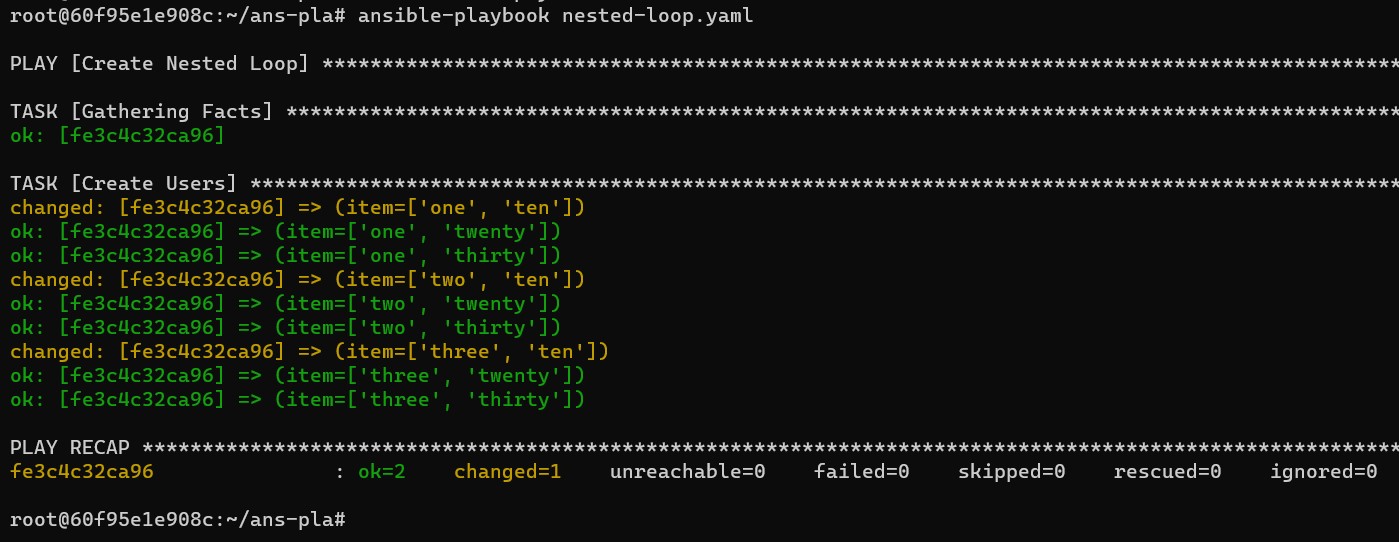 root@60f95e1e908c:~/ans-pla# ansible-playbook nested-loop.yaml
PLAY [Create Nested Loop] ******************************************************************************************
TASK [Gathering Facts] *********************************************************************************************
ok: [fe3c4c32ca96]
TASK [Create Users] ************************************************************************************************
changed: [fe3c4c32ca96] => (item=['one', 'ten'])
ok: [fe3c4c32ca96] => (item=['one', 'twenty'])
ok: [fe3c4c32ca96] => (item=['one', 'thirty'])
changed: [fe3c4c32ca96] => (item=['two', 'ten'])
ok: [fe3c4c32ca96] => (item=['two', 'twenty'])
ok: [fe3c4c32ca96] => (item=['two', 'thirty'])
changed: [fe3c4c32ca96] => (item=['three', 'ten'])
ok: [fe3c4c32ca96] => (item=['three', 'twenty'])
ok: [fe3c4c32ca96] => (item=['three', 'thirty'])
PLAY RECAP *********************************************************************************************************
fe3c4c32ca96               : ok=2    changed=1    unreachable=0    failed=0    skipped=0    rescued=0    ignored=0
root@60f95e1e908c:~/ans-pla#